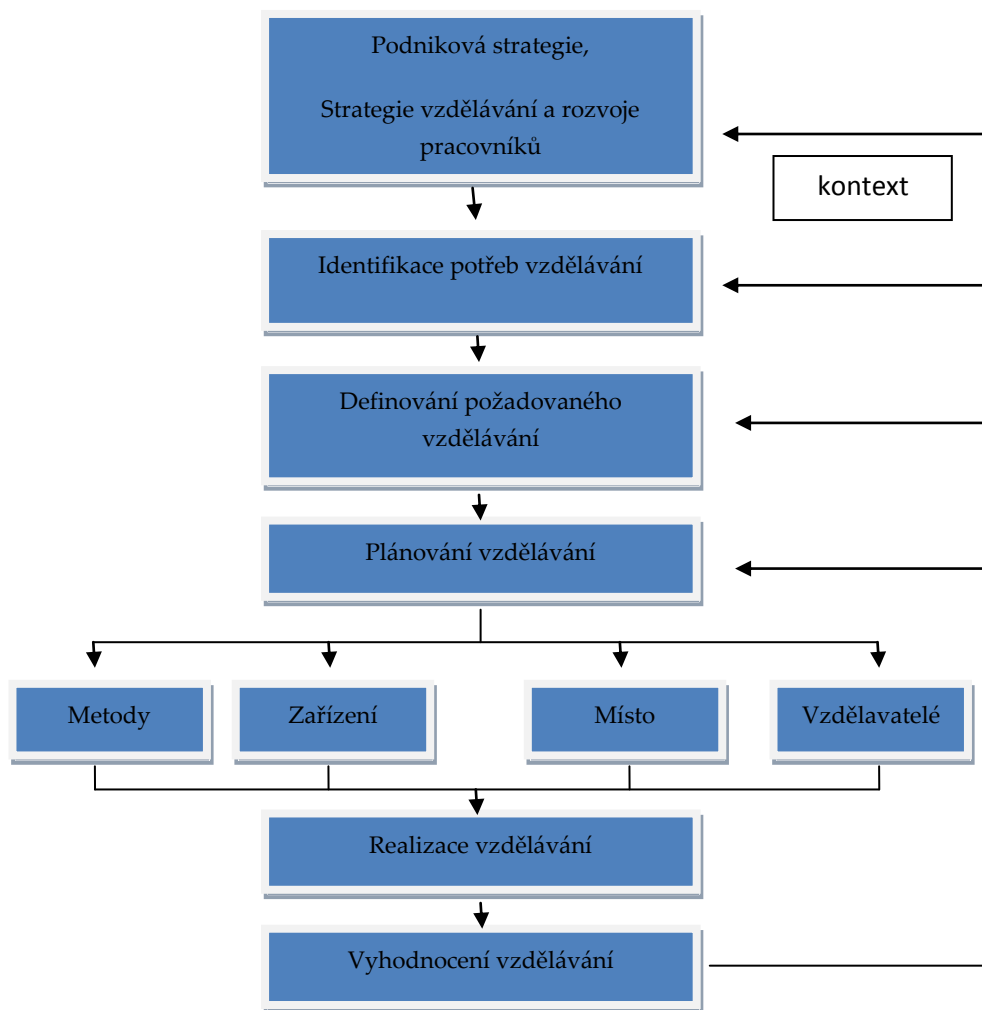 Podniková strategie,
Strategie vzdělávání a rozvoje
pracovníků
kontext
Identifikace potřeb vzdělávání
Definování požadovaného
vzdělávání
Plánování vzdělávání
Metody
Zařízení
Místo
Vzdělavatelé
Realizace vzdělávání
Vyhodnocení vzdělávání